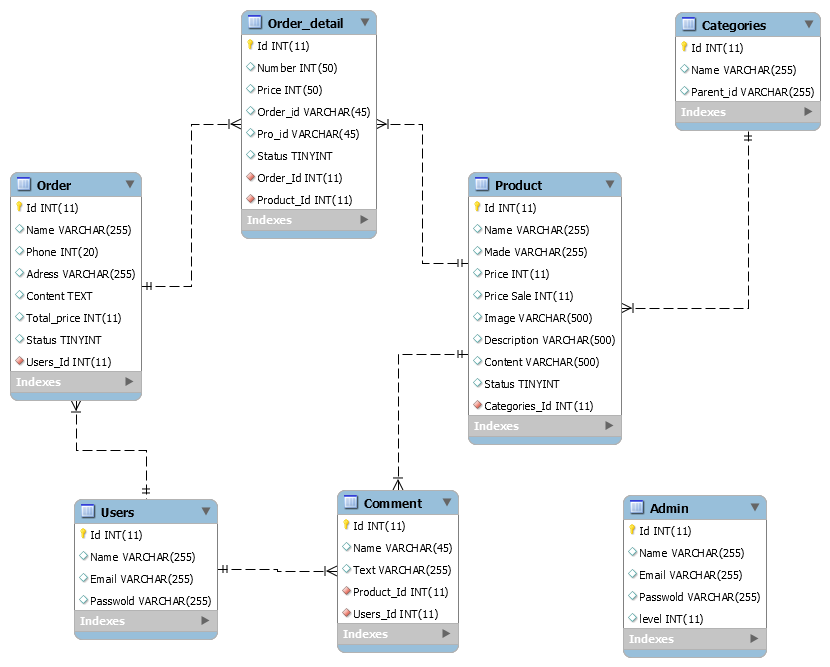 Order_detail
Id INT(11)
Number INT(50)
Price INT(50)
Order_id VARCHAR(45)
Pro_id VARCHAR(45)
Status TINYINT
Order_Id INT(11)
Product_Id INT(11)
Indexes
Categories
Id INT(11)
Name VARCHAR(255)
Parent_id VARCHAR(255)
Indexes
Order
Id INT(11)
Name VARCHAR(255)
Phone INT(20)
Adress VARCHAR(255)
Content TEXT
Total_price INT(11)
Status TINYINT
Users_Id INT(11)
Indexes
Product
Id INT(11)
Name VARCHAR(255)
Made VARCHAR(255)
Price INT(11)
Price Sale INT(11)
Image VARCHAR(500)
Description VARCHAR(500)
Content VARCHAR(500)
Status TINYINT
Categories_Id INT(11)
Indexes
Users
Id INT(11)
Name VARCHAR(255)
Email VARCHAR(255)
Passwold VARCHAR(255)
Indexes
Comment
Id INT(11)
Name VARCHAR(45)
Text VARCHAR(255)
Product_Id INT(11)
Users_Id INT(11)
Indexes
Admin
Id INT(11)
Name VARCHAR(255)
Email VARCHAR(255)
Passwold VARCHAR(255)
level INT(11)
Indexes